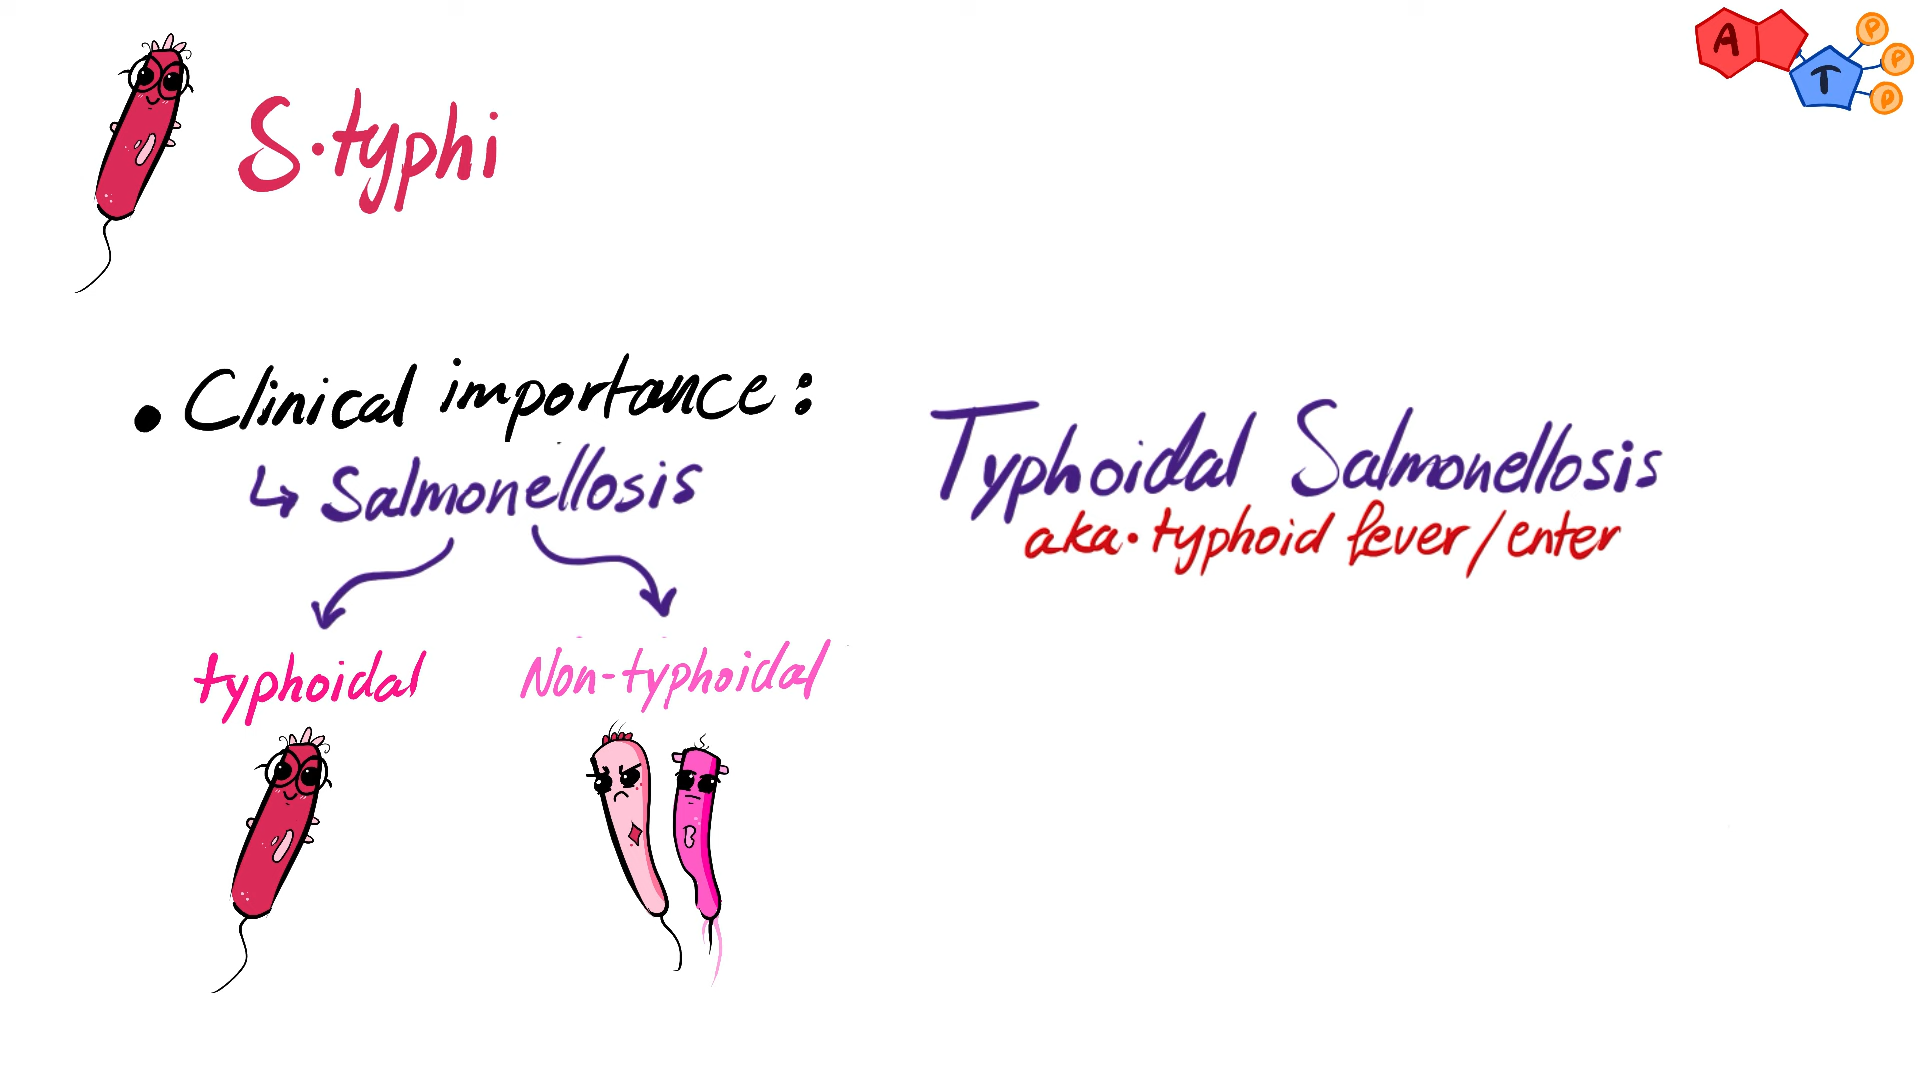 S. typhi
• Clinical importance:
↳ Salmonellosis
typhoidal
Non-typhoidal
Typhoidal Salmonellosis
aka. typhoid fever/enter
A
T
P
P
P